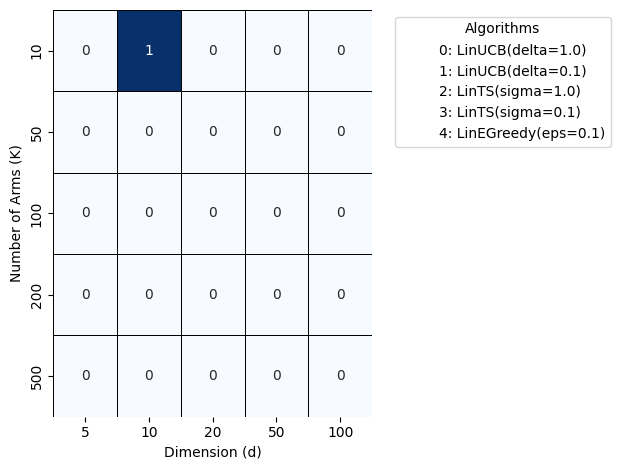 Algorithms
0: LinUCB(delta=1.0)
1: LinUCB(delta=0.1)
2: LinTS(sigma=1.0)
3: LinTS(sigma=0.1)
4: LinEGreedy(eps=0.1)
Number of Arms (K)
10 0 1 0 0 0
50 0 0 0 0 0
100 0 0 0 0 0
200 0 0 0 0 0
500 0 0 0 0 0
5 10 20 50 100
Dimension (d)